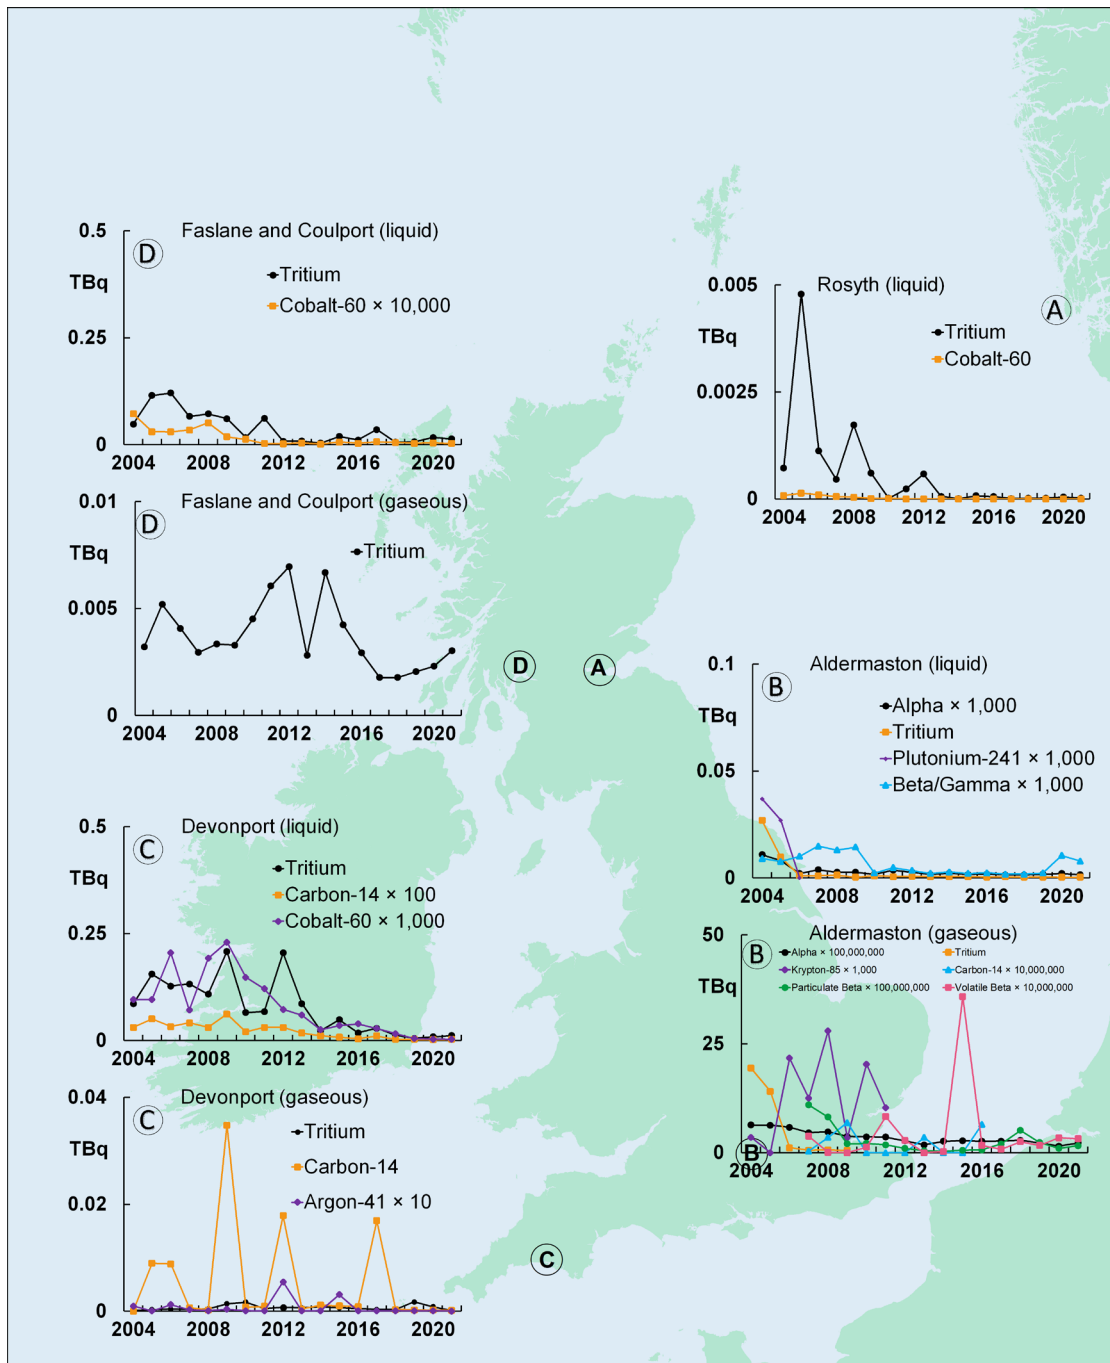 Faslane and Coulport (liquid)
D
0.5
TBq
0.25
0
Tritium
Cobalt-60 × 10,000
2004 2008 2012 2016 2020
Faslane and Coulport (gaseous)
D
0.01
TBq
0.005
0
Tritium
2004 2008 2012 2016 2020
Devonport (liquid)
C
0.5
TBq
0.25
0
Tritium
Carbon-14 × 100
Cobalt-60 × 1,000
2004 2008 2012 2016 2020
Devonport (gaseous)
C
0.04
TBq
0.02
0
Tritium
Carbon-14
Argon-41 × 10
2004 2008 2012 2016 2020
Rosyth (liquid)
A
0.005
TBq
0.0025
0
Tritium
Cobalt-60
2004 2008 2012 2016 2020
D
A
Aldermaston (liquid)
B
0.1
TBq
0.05
0
Alpha × 1,000
Tritium
Plutonium-241 × 1,000
Beta/Gamma × 1,000
2004 2008 2012 2016 2020
Aldermaston (gaseous)
B
50
TBq
25
0
Alpha × 100,000,000 Tritium
Krypton-85 × 1,000 Carbon-14 × 10,000,000
Particulate Beta × 100,000,000 Volatile Beta × 10,000,000
B
2004 2008 2012 2016 2020
C